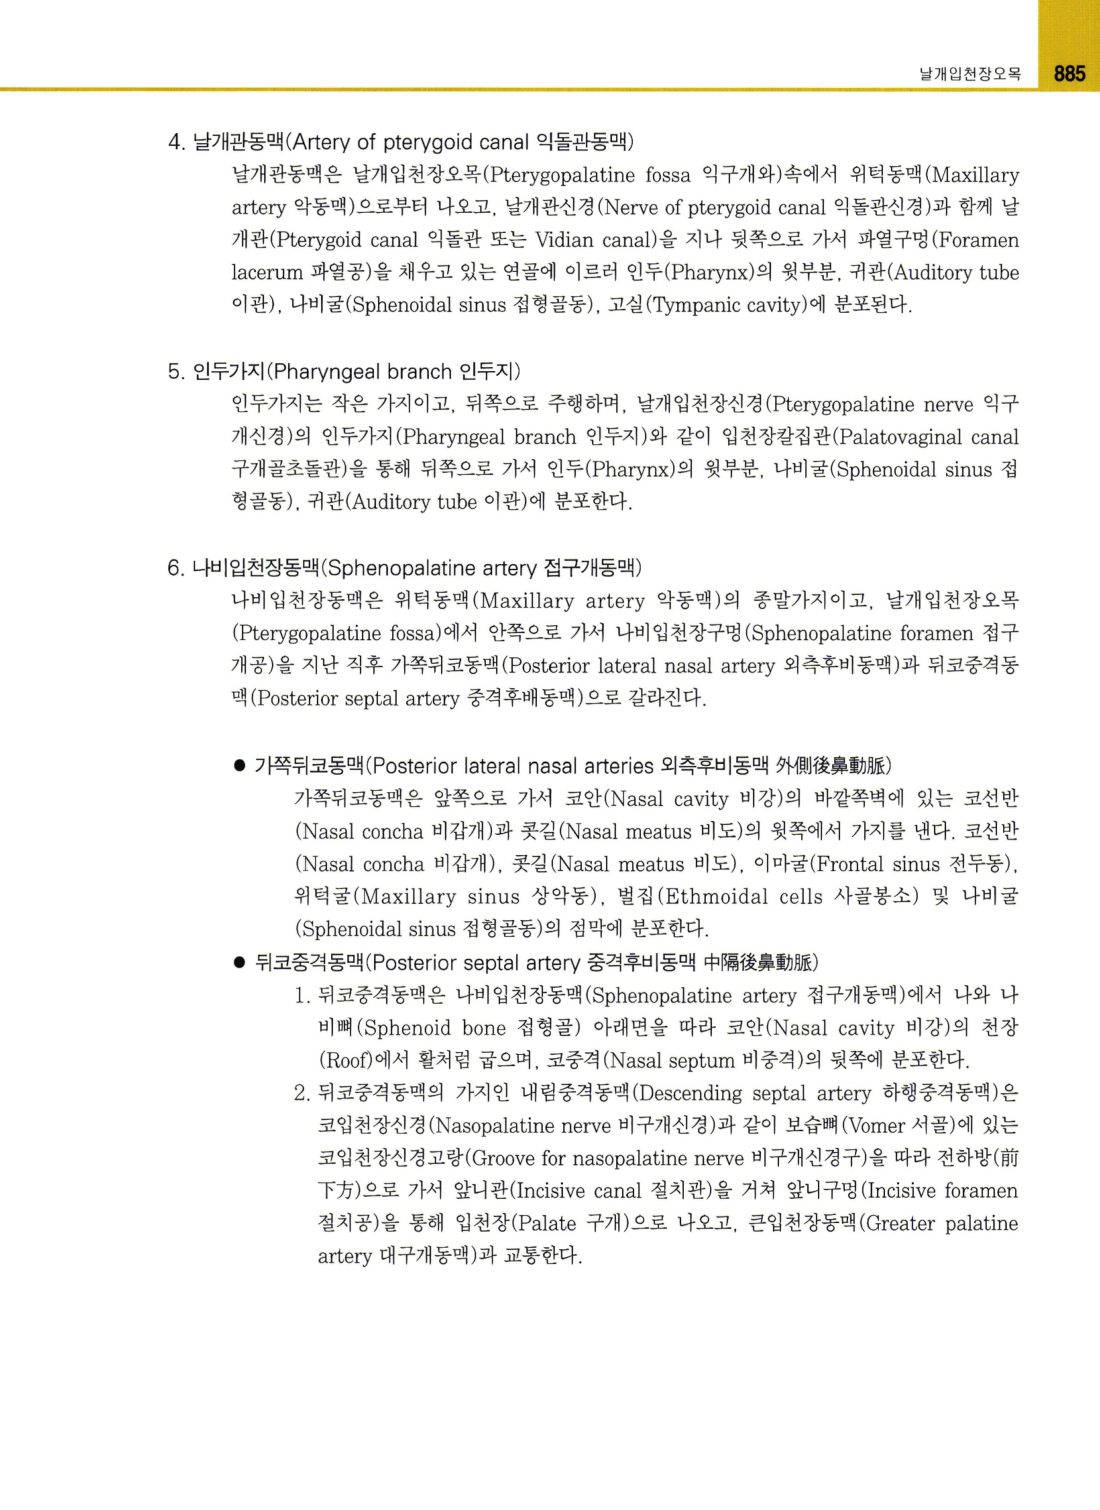 날개입천장오목 885
4. 날개관동맥(Artery of pterygoid canal 익돌관동맥)
날개관동맥은 날개입천장오목(Pterygopalatine fossa 익구개와)속에서 위턱동맥(Maxillary
artery 악동맥)으로부터 나오고, 날개관신경(Nerve of pterygoid canal 익돌관신경)과 함께 날
개관(Pterygoid canal 익돌관 또는 Vidian canal)을 지나 뒷쪽으로 가서 파열구멍(Foramen
lacerum 파열공)을 채우고 있는 연골에 이르러 인두(Pharynx)의 윗부분, 귀관(Auditory tube
이관), 나비굴(Sphenoidal sinus 접형골동), 고실(Tympanic cavity)에 분포된다.
5. 인두가지(Pharyngeal branch 인두지)
인두가지는 작은 가지이고, 뒤쪽으로 주행하며, 날개입천장신경(Pterygopalatine nerve 익구
개신경)의 인두가지(Pharyngeal branch 인두지)와 같이 입천장칼집관(Palatovaginal canal
구개골초돌관)을 통해 뒤쪽으로 가서 인두(Pharynx)의 윗부분, 나비굴(Sphenoidal sinus 접
형골동), 귀관(Auditory tube 이관)에 분포한다.
6. 나비입천장동맥(Sphenopalatine artery 접구개동맥)
나비입천장동맥은 위턱동맥(Maxillary artery 악동맥)의 종말가지이고, 날개입천장오목
(Pterygopalatine fossa)에서 안쪽으로 가서 나비입천장구멍(Sphenopalatine foramen 접구
개공)을 지난 직후 가쪽뒤코동맥(Posterior lateral nasal artery 외측후비동맥)과 뒤코중격동
맥(Posterior septal artery 중격후배동맥)으로 갈라진다.
● 가쪽뒤코동맥(Posterior lateral nasal arteries 외측후비동맥 外側後鼻動脈)
가쪽뒤코동맥은 앞쪽으로 가서 코안(Nasal cavity 비강)의 바깥쪽벽에 있는 코선반
(Nasal concha 비갑개)과 콧길(Nasal meatus 비도)의 윗쪽에서 가지를 낸다. 코선반
(Nasal concha 비갑개), 콧길(Nasal meatus 비도), 이마굴(Frontal sinus 전두동),
위턱굴(Maxillary sinus 상악동), 벌집(Ethmoidal cells 사골봉소) 및 나비굴
(Sphenoidal sinus 접형골동)의 점막에 분포한다.
● 뒤코중격동맥(Posterior septal artery 중격후비동맥 中隔後鼻動脈)
1. 뒤코중격동맥은 나비입천장동맥(Sphenopalatine artery 접구개동맥)에서 나와 나
비뼈(Sphenoid bone 접형골) 아래면을 따라 코안(Nasal cavity 비강)의 천장
(Roof)에서 활처럼 굽으며, 코중격(Nasal septum 비중격)의 뒷쪽에 분포한다.
2. 뒤코중격동맥의 가지인 내림중격동맥(Descending septal artery 하행중격동맥)은
코입천장신경(Nasopalatine nerve 비구개신경)과 같이 보습뼈(Vomer 서골)에 있는
코입천장신경고랑(Groove for nasopalatine nerve 비구개신경구)을 따라 전하방(前
下方)으로 가서 앞니관(Incisive canal 절치관)을 거쳐 앞니구멍(Incisive foramen
절치공)을 통해 입천장(Palate 구개)으로 나오고, 큰입천장동맥(Greater palatine
artery 대구개동맥)과 교통한다.